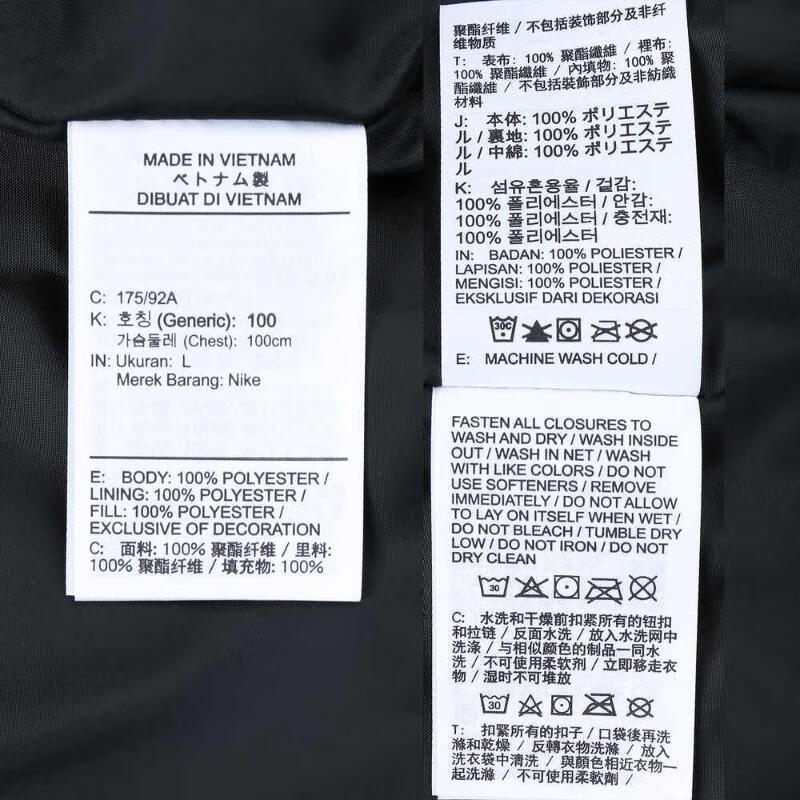 MADE IN VIETNAM
ベトナム製
DIBUAT DI VIETNAM
C: 175/92A
K: 호칭 (Generic): 100
가슴둘레 (Chest): 100cm
IN: Ukuran: L
Merek Barang: Nike
E: BODY: 100% POLYESTER /
LINING: 100% POLYESTER /
FILL: 100% POLYESTER /
EXCLUSIVE OF DECORATION
C: 面料: 100% 聚酯纤维 / 里料:
100% 聚酯纤维 / 填充物: 100%
聚酯纤维 / 不包括装饰部分及非纤
维物质
T: 表布: 100% 聚酯纖維 / 裡布:
100% 聚酯纖維 / 內填物: 100% 聚
酯纖維 / 不包括裝飾部分及非紡織
材料
J: 本体: 100% ポリエステ
ル / 裏地: 100% ポリエステ
ル / 中綿: 100% ポリエステ
ル
K: 섬유혼용율 / 겉감:
100% 폴리에스터 / 안감:
100% 폴리에스터 / 충전재:
100% 폴리에스터
IN: BADAN: 100% POLIESTER /
LAPISAN: 100% POLIESTER /
MENGISI: 100% POLIESTER /
EKSKLUSIF DARI DEKORASI
30C
E: MACHINE WASH COLD /
FASTEN ALL CLOSURES TO
WASH AND DRY / WASH INSIDE
OUT / WASH IN NET / WASH
WITH LIKE COLORS / DO NOT
USE SOFTENERS / REMOVE
IMMEDIATELY / DO NOT ALLOW
TO LAY ON ITSELF WHEN WET /
DO NOT BLEACH / TUMBLE DRY
LOW / DO NOT IRON / DO NOT
DRY CLEAN
30
C: 水洗和干燥前扣紧所有的钮扣
和拉链 / 反面水洗 / 放入水洗网中
洗涤 / 与相似颜色的制品一同水
洗 / 不可使用柔软剂 / 立即移走衣
物 / 湿时不可堆放
30
T: 扣紧所有的扣子 / 口袋後再洗
滌和乾燥 / 反轉衣物洗滌 / 放入
洗衣袋中清洗 / 與顏色相近衣物一
起洗滌 / 不可使用柔軟劑 /